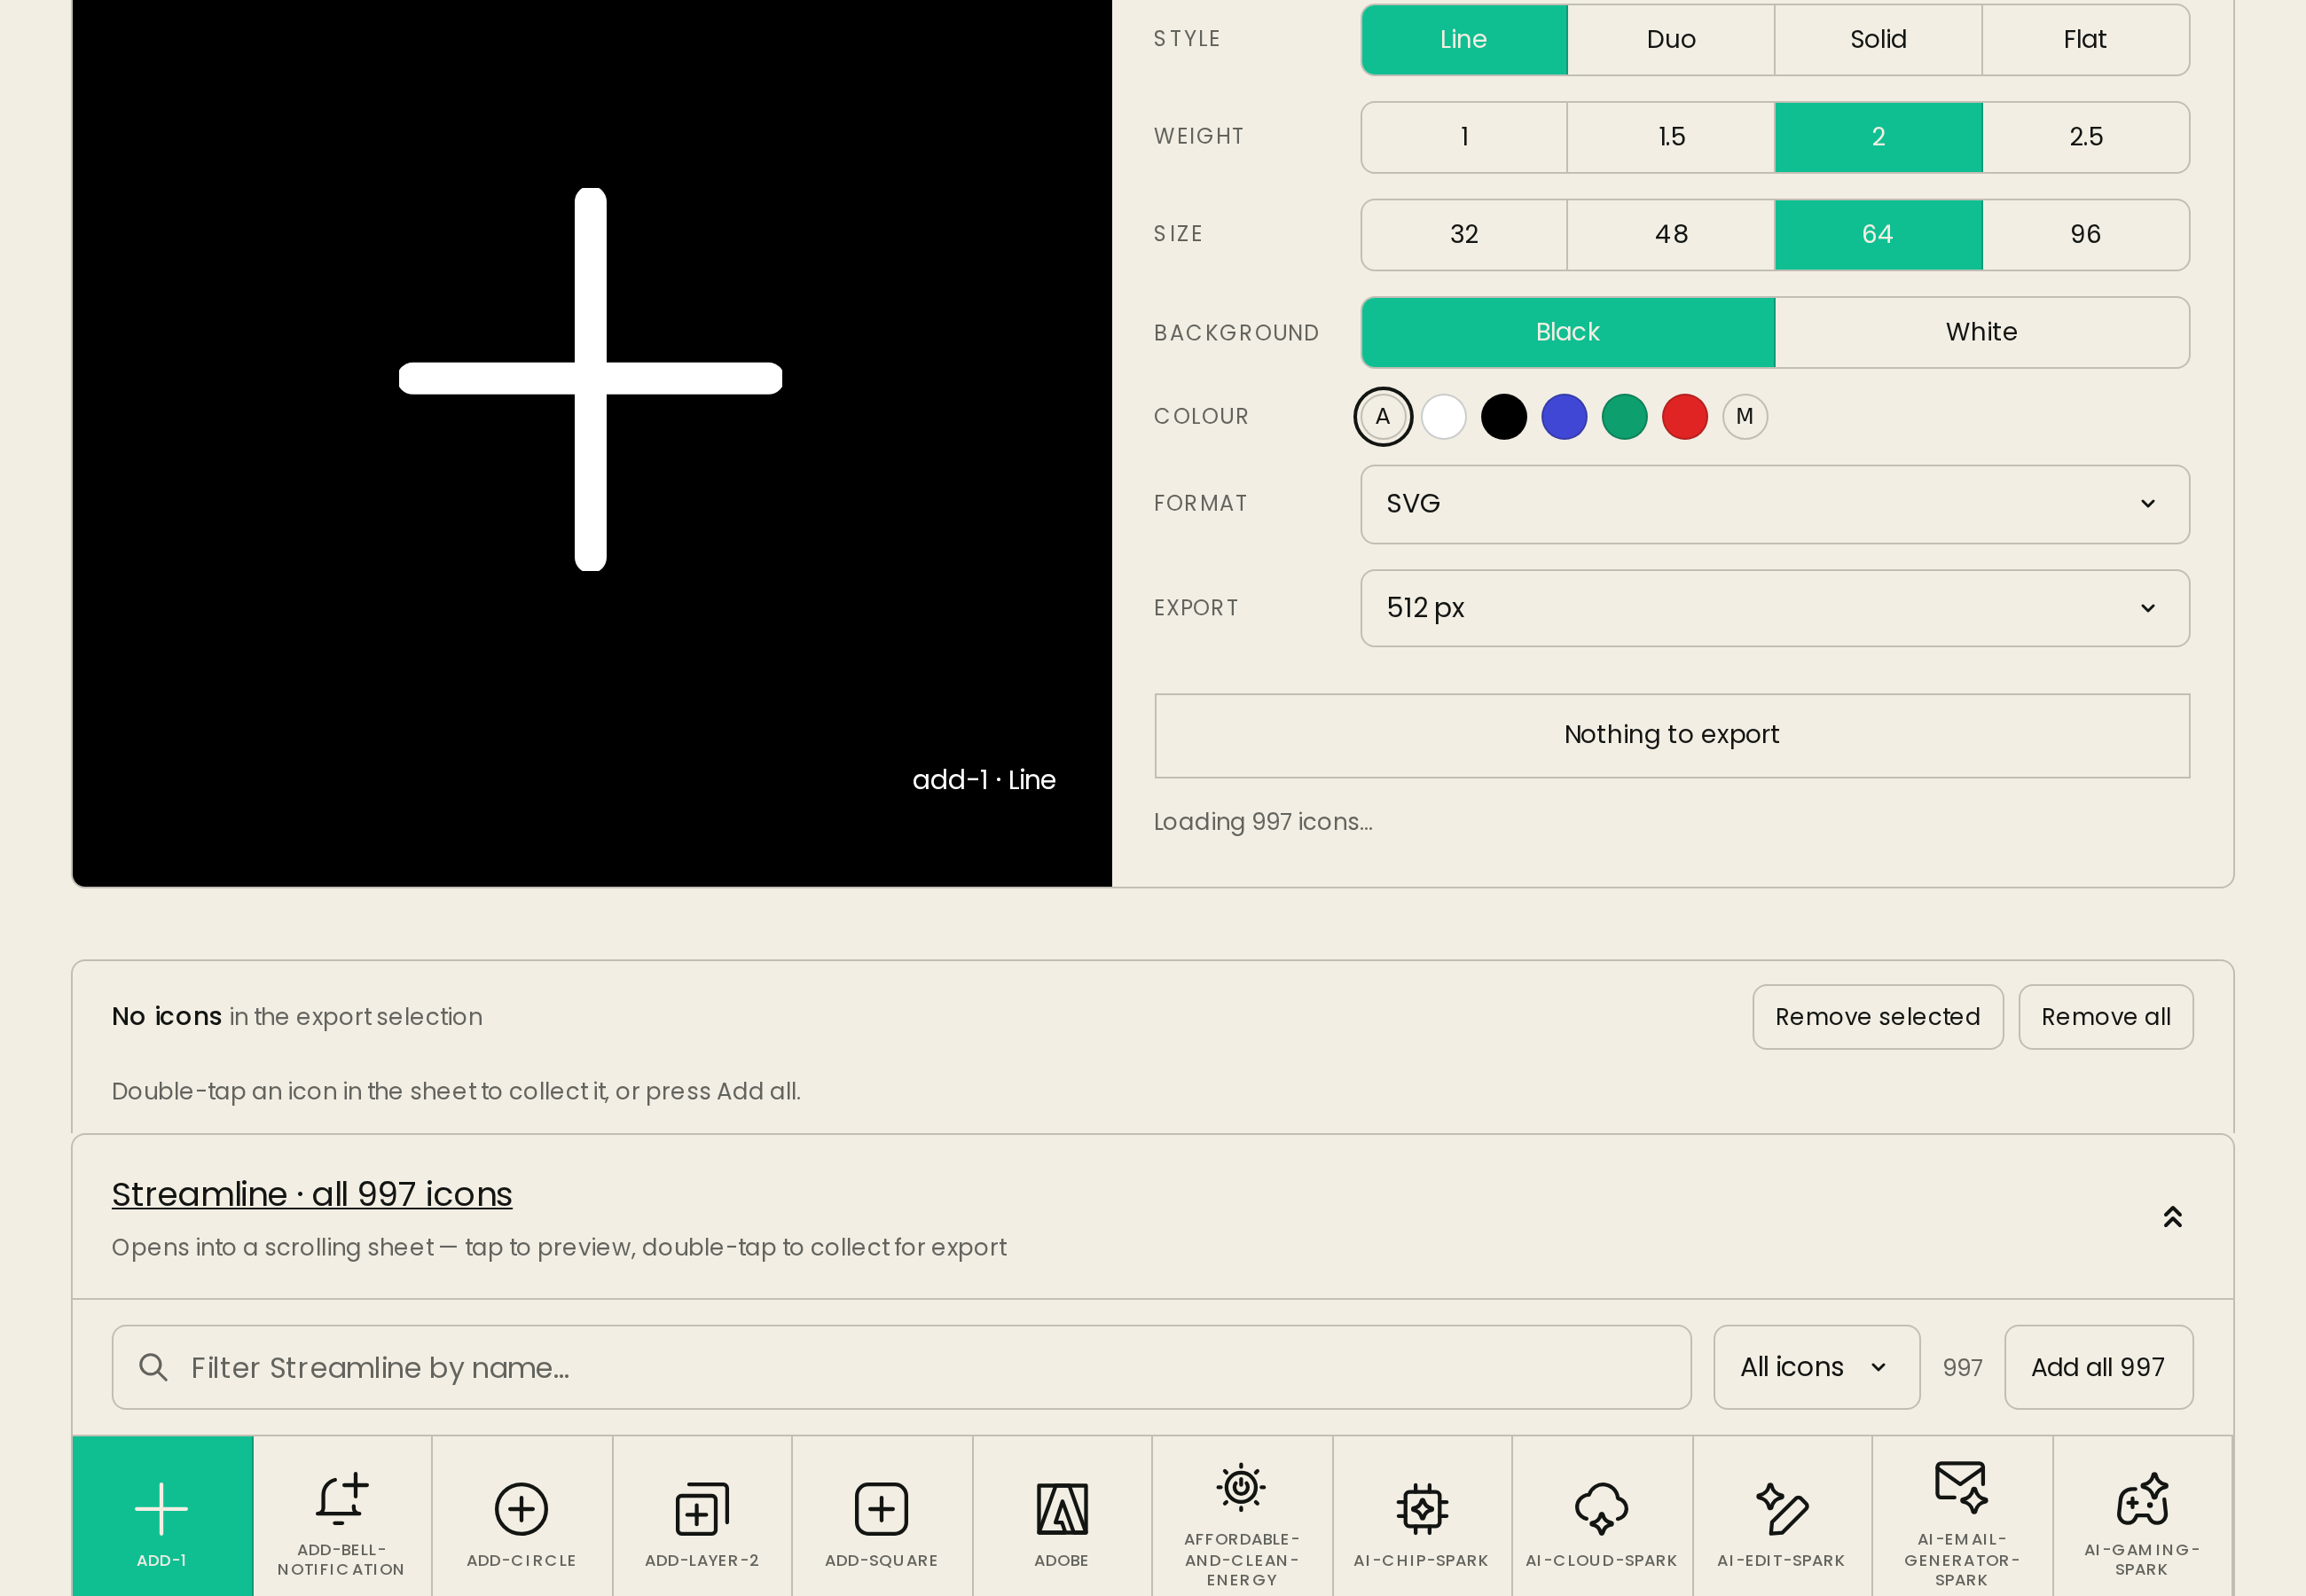 STYLE
Line
Duo
Solid
Flat
WEIGHT
1
1.5
2
2.5
SIZE
32
48
64
96
BACKGROUND
Black
White
COLOUR
A
M
FORMAT
SVG
EXPORT
512 px
Nothing to export
Loading 997 icons...
add-1 · Line
No icons in the export selection
Remove selected
Remove all
Double-tap an icon in the sheet to collect it, or press Add all.
Streamline · all 997 icons
Opens into a scrolling sheet — tap to preview, double-tap to collect for export
Filter Streamline by name...
All icons
997
Add all 997
ADD-1
ADD-BELL-
NOTIFICATION
ADD-CIRCLE
ADD-LAYER-2
ADD-SQUARE
ADOBE
AFFORDABLE-
AND-CLEAN-
ENERGY
AI-CHIP-SPARK
AI-CLOUD-SPARK
AI-EDIT-SPARK
AI-EMAIL-
GENERATOR-
SPARK
AI-GAMING-
SPARK